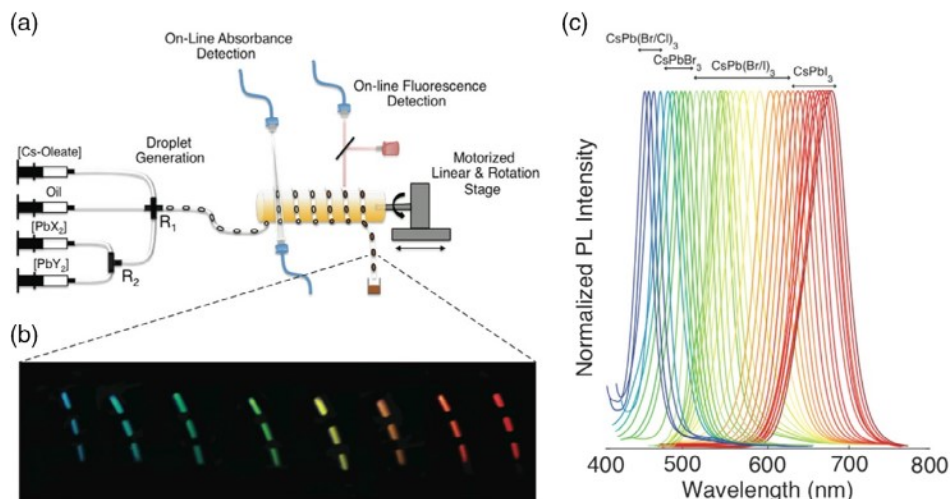 (a)
On-Line Absorbance
Detection
On-line Fluorescence
Detection
[Cs-Oleate]
Droplet
Generation
Oil
Motorized
Linear & Rotation
Stage
[PbX₂]
R₁
[PbY₂]
R₂
(b)
(c)
CsPb(Br/Cl)₃
CsPbBr₃
CsPb(Br/I)₃
CsPbI₃
Normalized PL Intensity
400 500 600 700 800
Wavelength (nm)